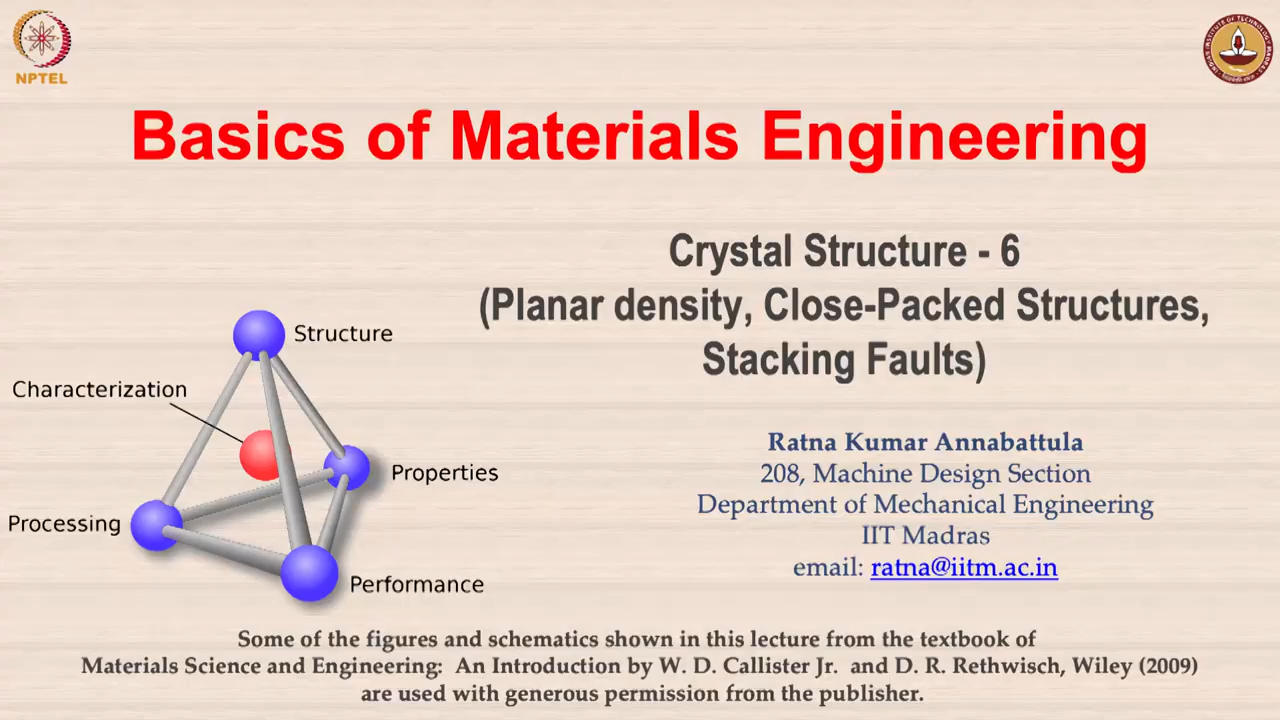 NPTEL
Basics of Materials Engineering
Crystal Structure - 6
(Planar density, Close-Packed Structures,
Stacking Faults)
Structure
Characterization
Properties
Processing
Performance
Ratna Kumar Annabattula
208, Machine Design Section
Department of Mechanical Engineering
IIT Madras
email: ratna@iitm.ac.in
Some of the figures and schematics shown in this lecture from the textbook of
Materials Science and Engineering: An Introduction by W. D. Callister Jr. and D. R. Rethwisch, Wiley (2009)
are used with generous permission from the publisher.